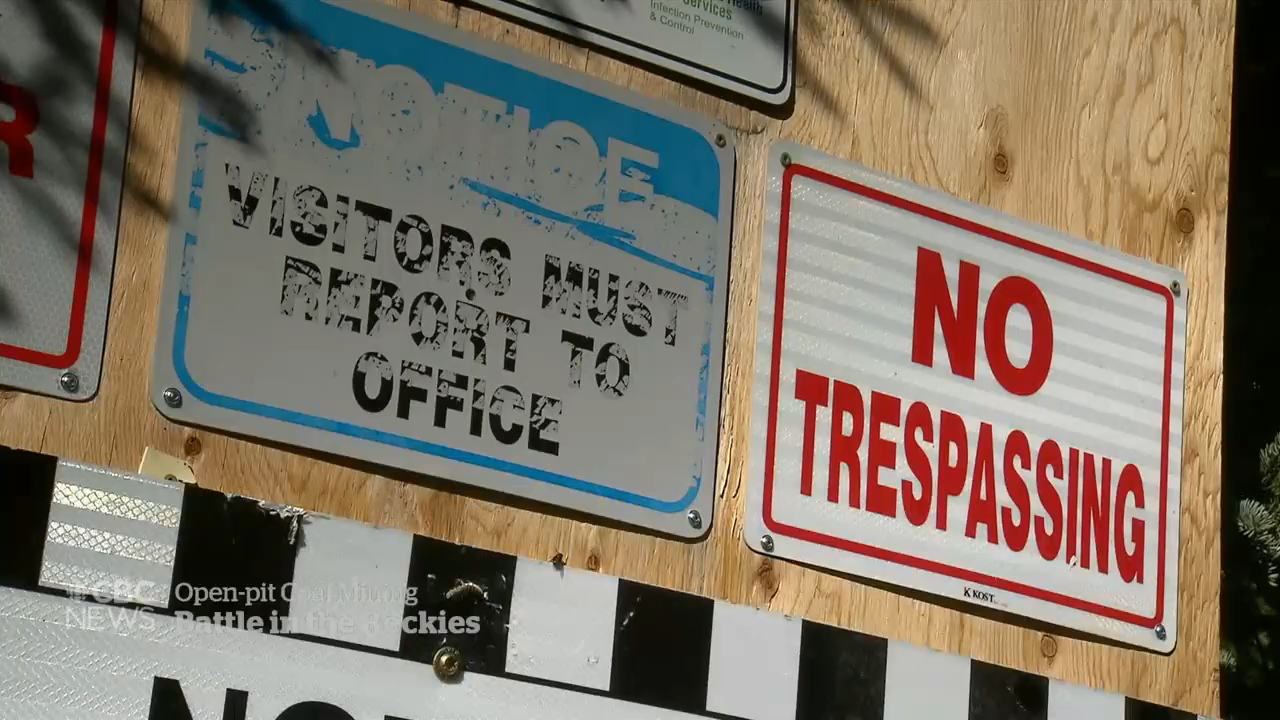 Services
Infection Prevention
& Control
NOTICE
VISITORS MUST
REPORT TO
OFFICE
NO
TRESPASSING
KOST
CBC
NEWS
Open-pit Coal Mining
Battle in the Rockies